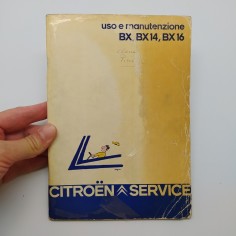 uso e manutenzione
BX, BX14, BX16
CITROËN SERVICE